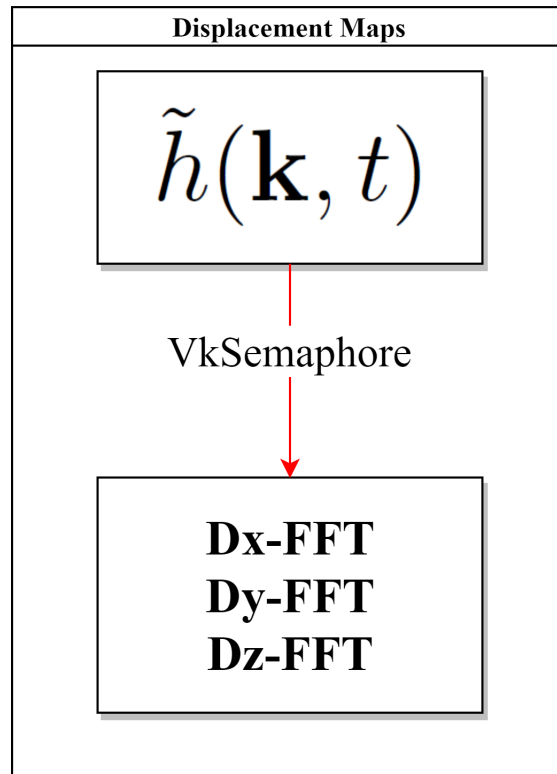 Displacement Maps
h̃(𝐤, t)
VkSemaphore
Dx-FFT
Dy-FFT
Dz-FFT